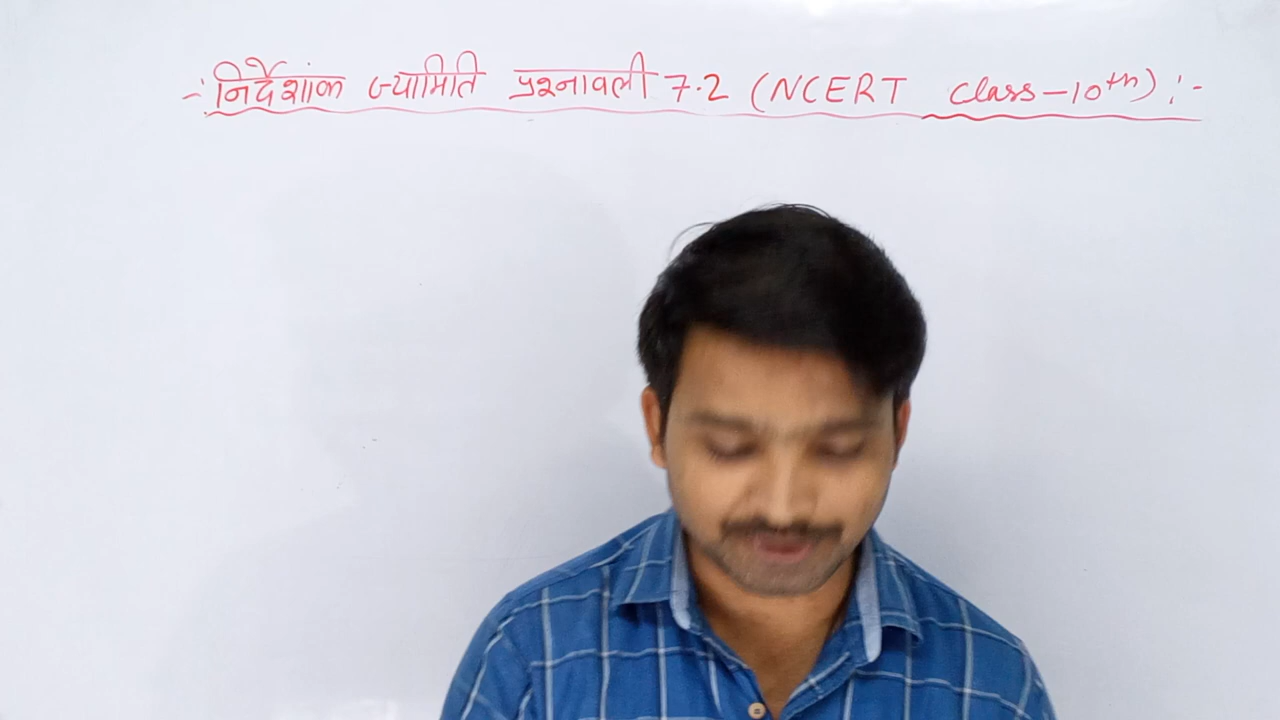 -: निर्देशांक ज्यामिति प्रश्नावली 7.2 (NCERT Class-10th) :-